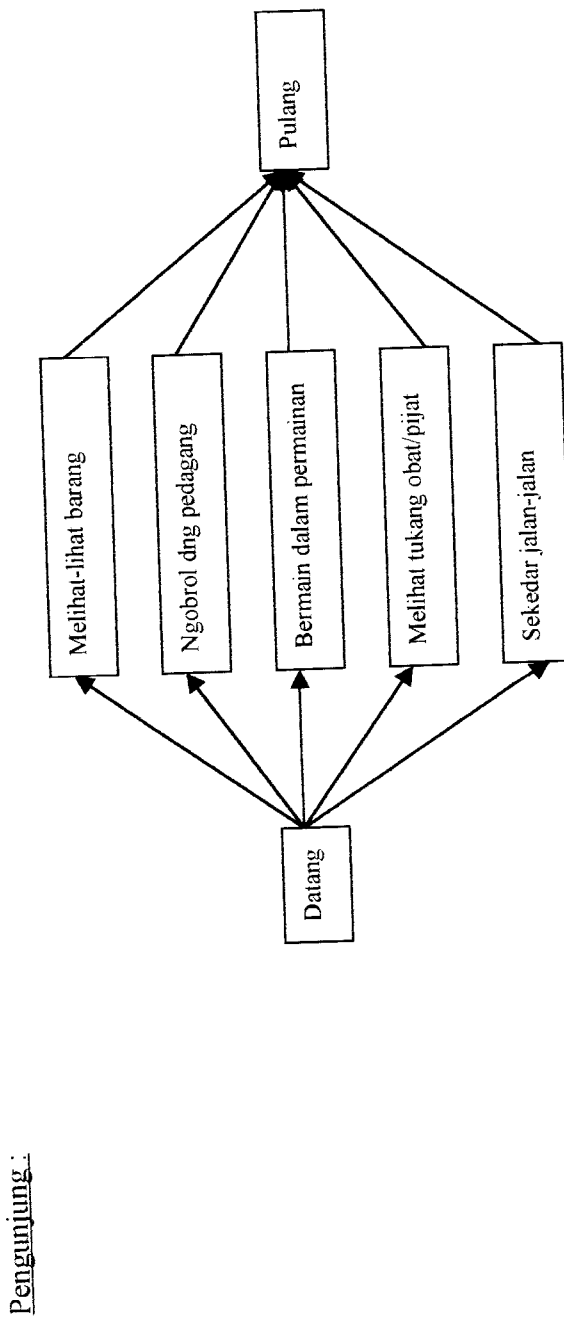 Pengunjung :
Datang
Melihat-lihat barang
Ngobrol dng pedagang
Bermain dalam permainan
Melihat tukang obat/pijat
Sekedar jalan-jalan
Pulang